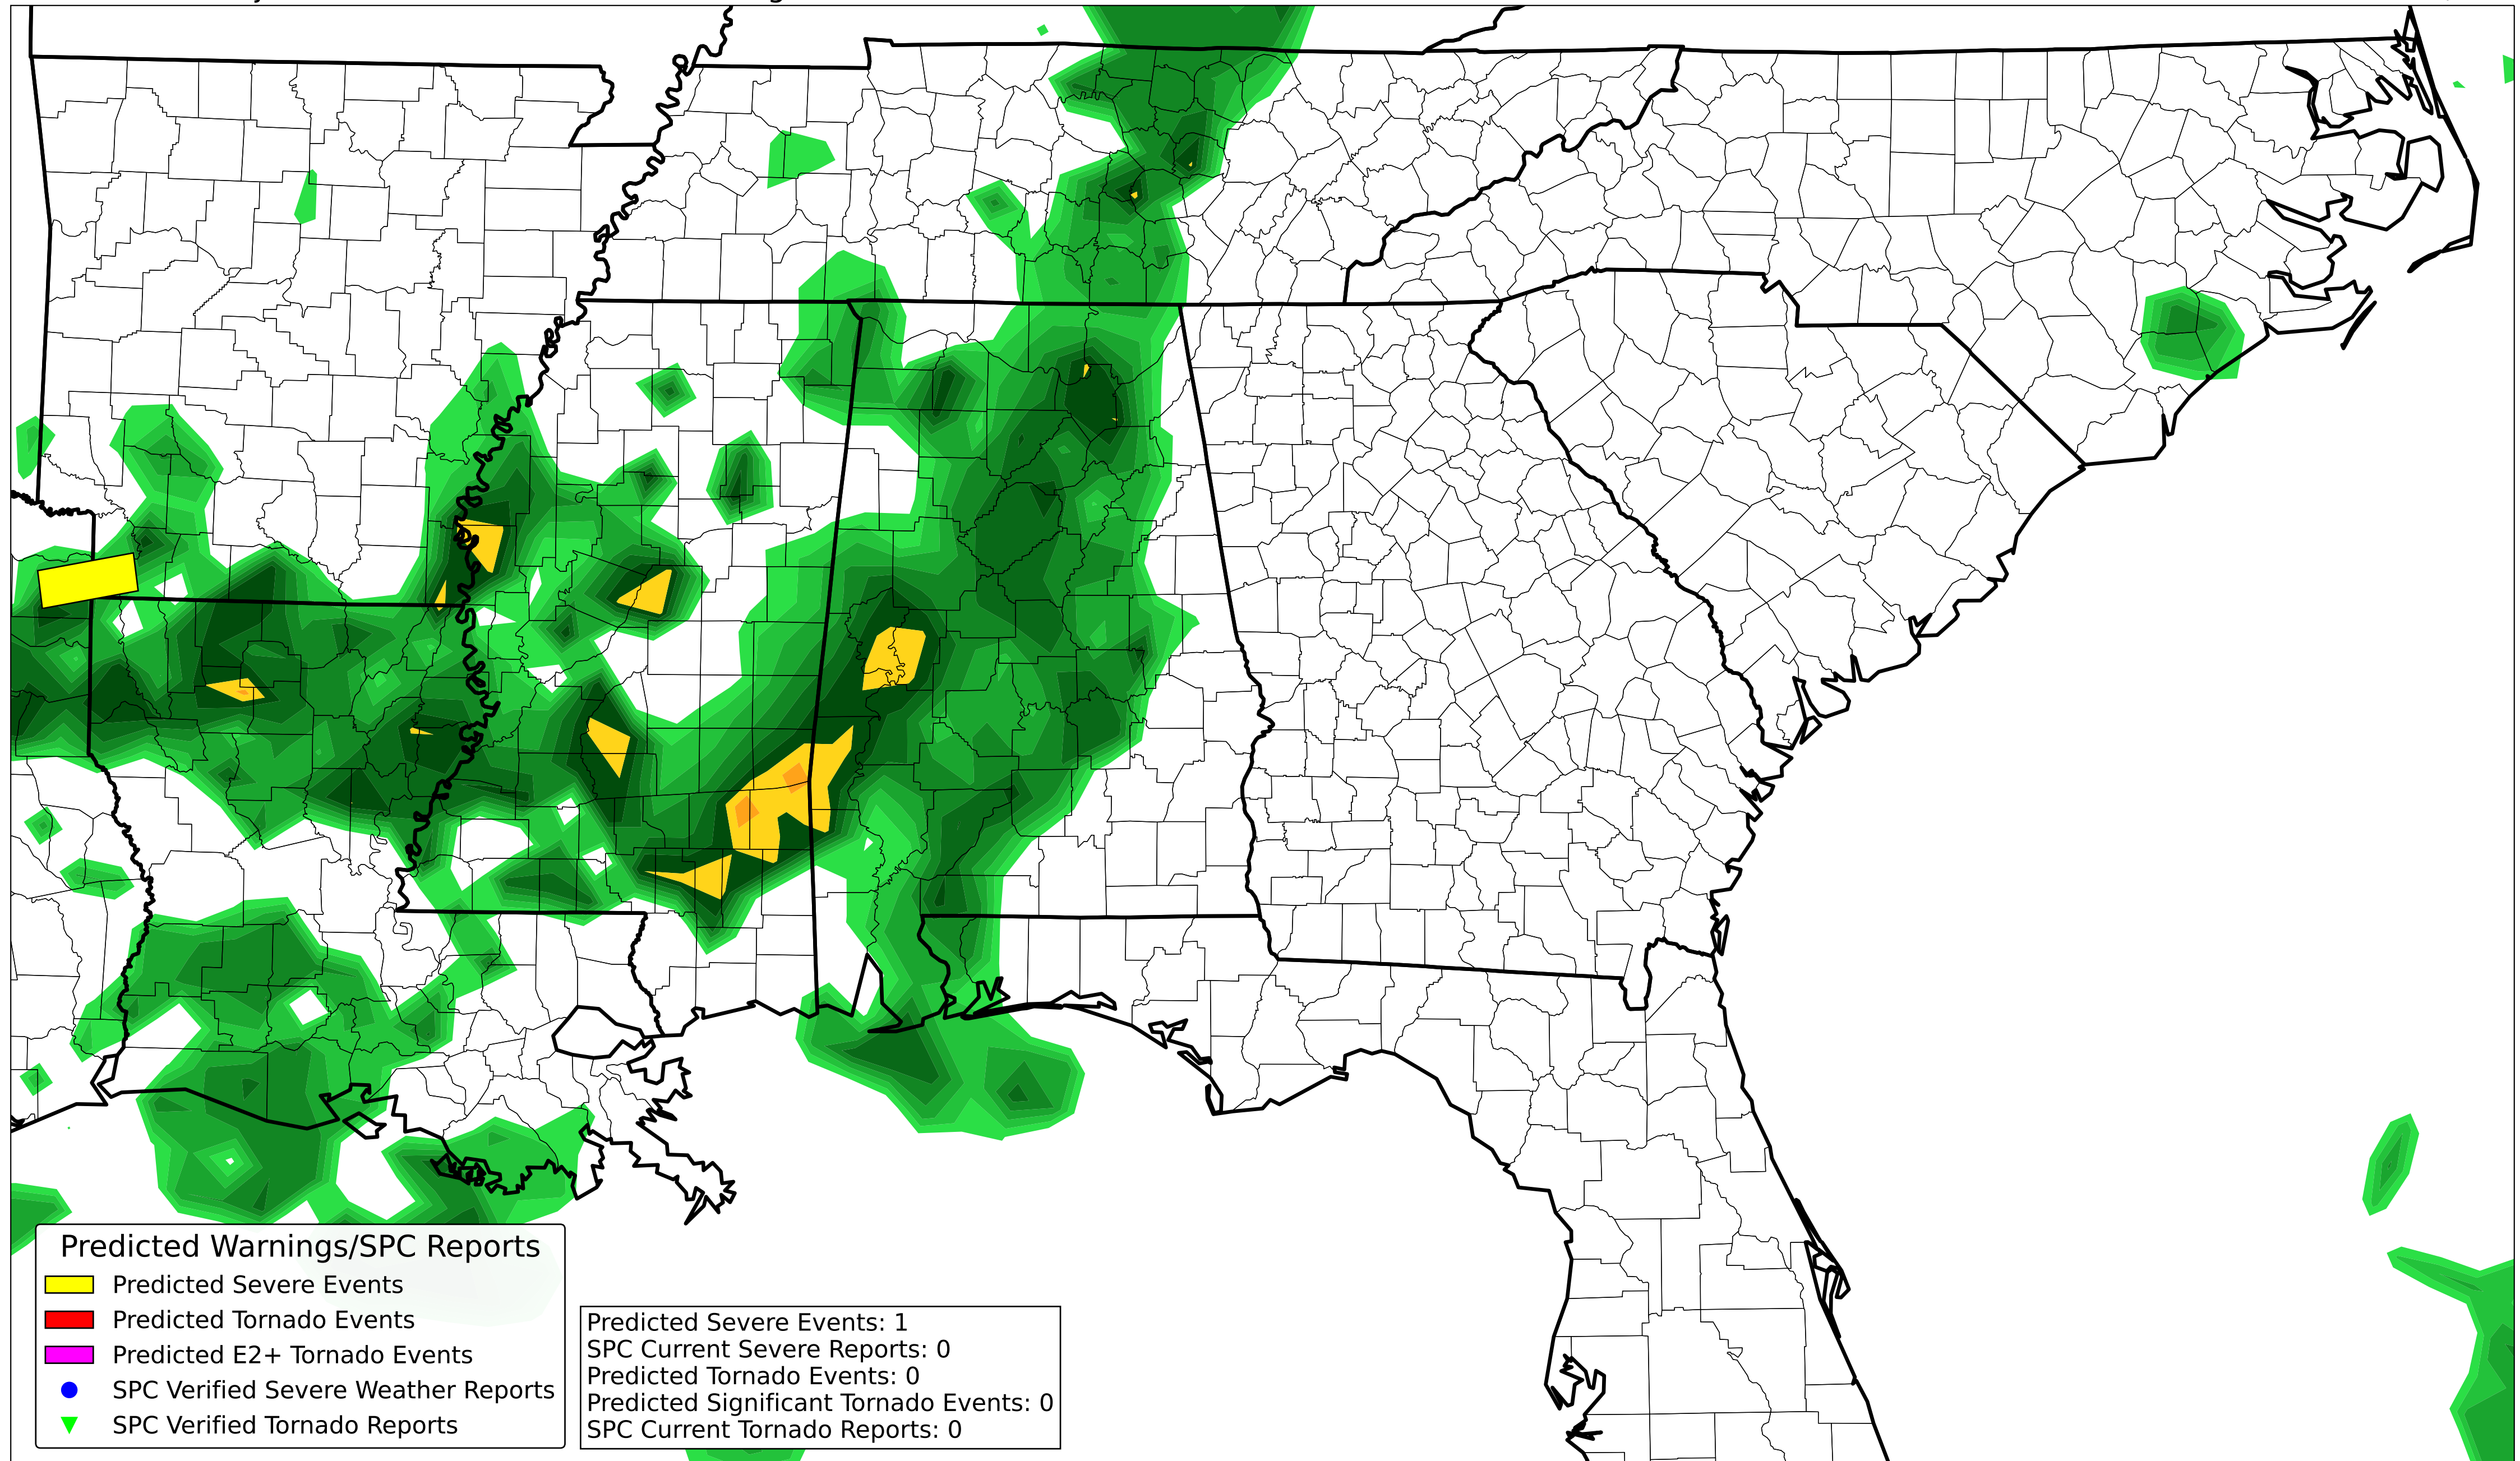 Predicted Warnings/SPC Reports
Predicted Severe Events
Predicted Tornado Events
Predicted E2+ Tornado Events
SPC Verified Severe Weather Reports
SPC Verified Tornado Reports
Predicted Severe Events: 1
SPC Current Severe Reports: 0
Predicted Tornado Events: 0
Predicted Significant Tornado Events: 0
SPC Current Tornado Reports: 0